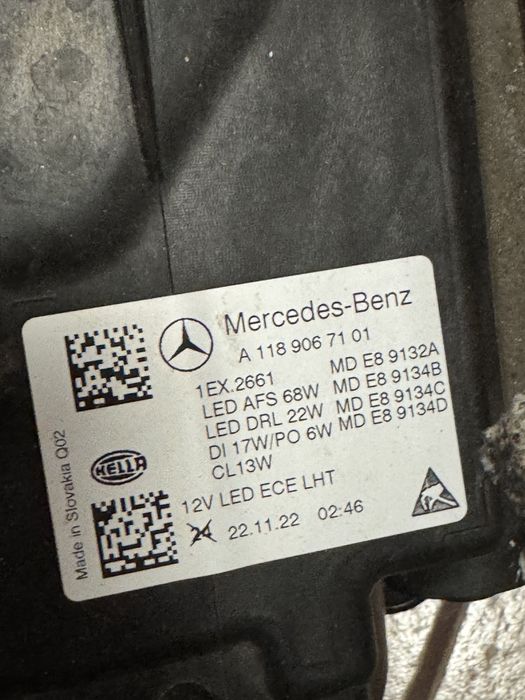 Mercedes-Benz
A 118 906 71 01
1EX.2661 MD E8 9132A
LED AFS 68W MD E8 9134B
LED DRL 22W MD E8 9134C
DI 17W/PO 6W MD E8 9134D
CL13W
12V LED ECE LHT
24 22.11.22 02:46
HELLA
Made in Slovakia Q02